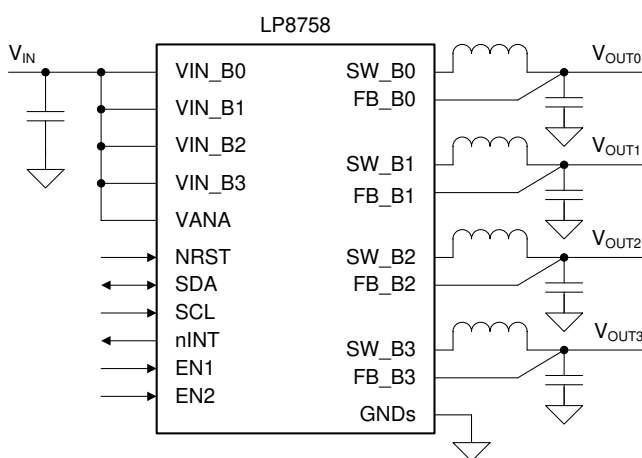 LP8758
VIN
VIN_B0
VIN_B1
VIN_B2
VIN_B3
VANA
NRST
SDA
SCL
nINT
EN1
EN2
SW_B0
FB_B0
SW_B1
FB_B1
SW_B2
FB_B2
SW_B3
FB_B3
GNDs
VOUT0
VOUT1
VOUT2
VOUT3